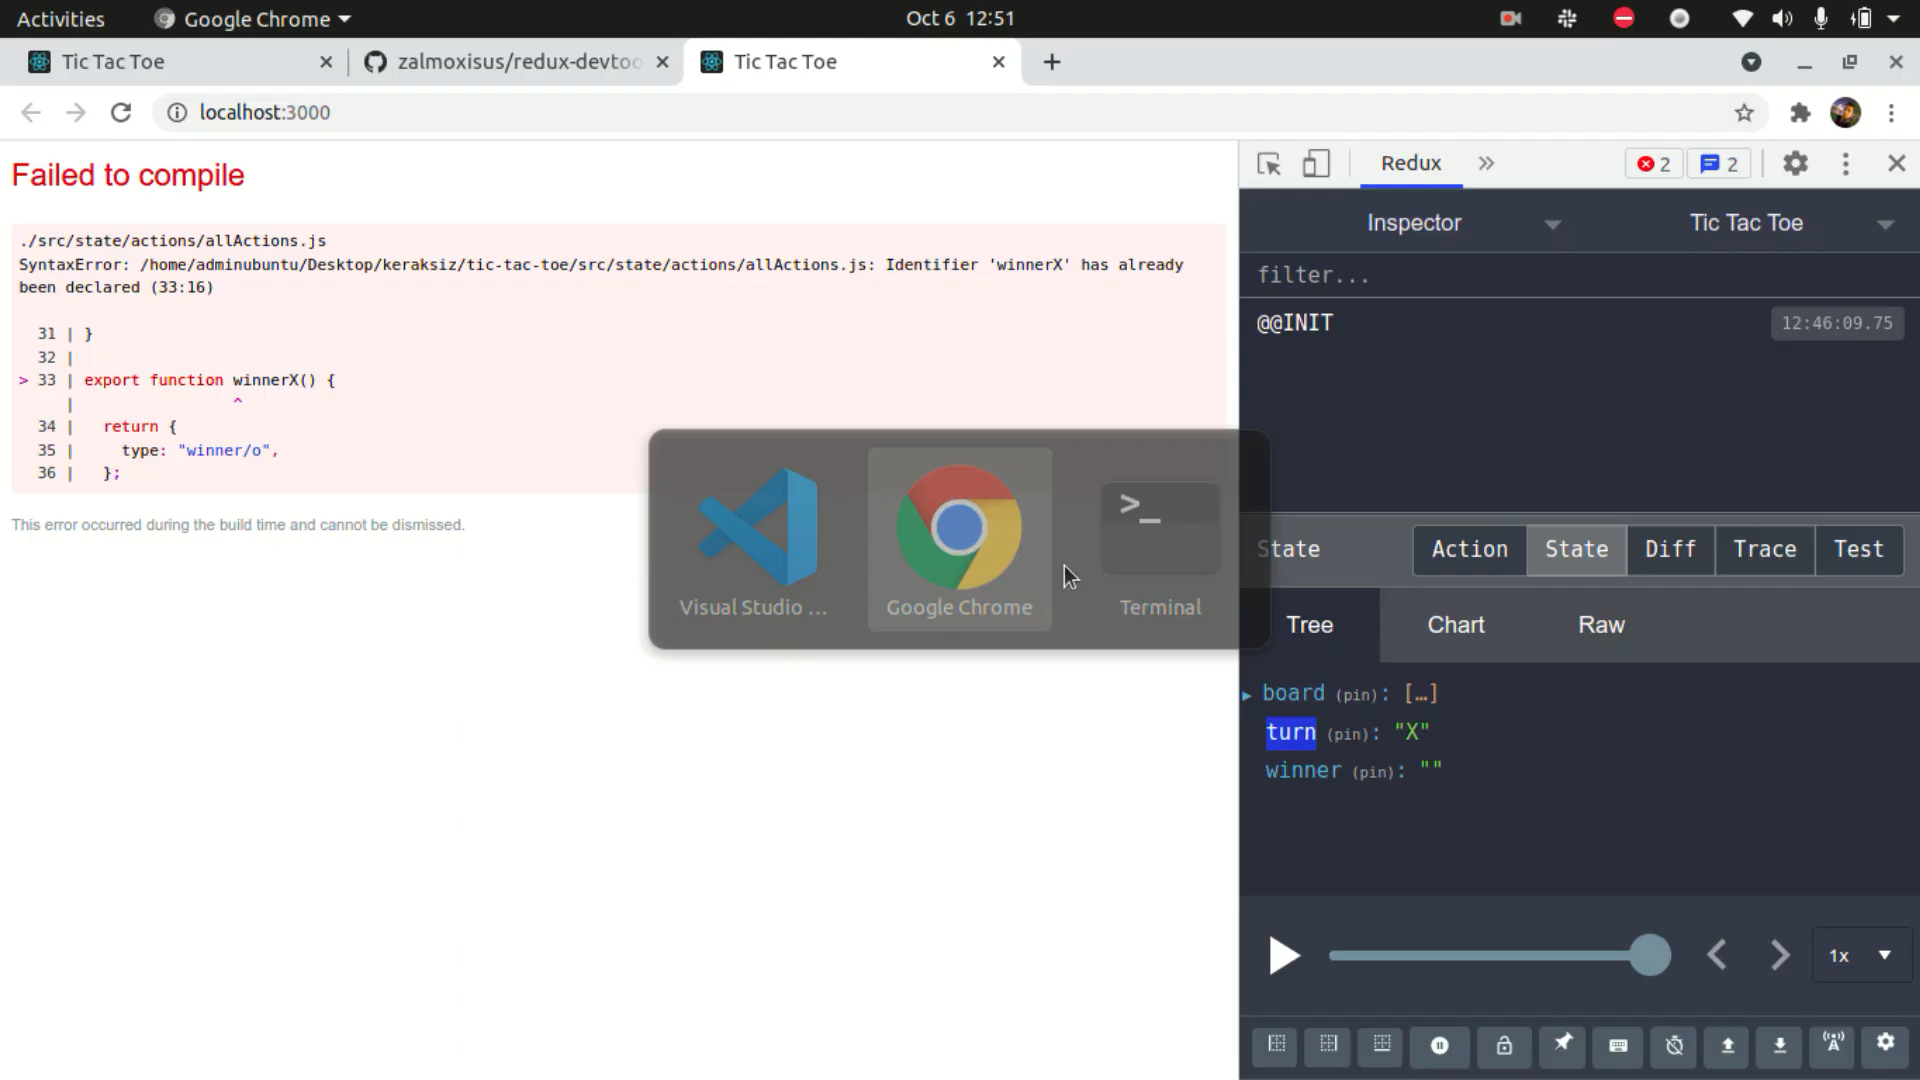 Activities
Google Chrome
Oct 6 12:51
Tic Tac Toe
zalmoxisus/redux-devtoo
Tic Tac Toe
localhost:3000
Failed to compile
./src/state/actions/allActions.js
SyntaxError: /home/adminubuntu/Desktop/keraksiz/tic-tac-toe/src/state/actions/allActions.js: Identifier 'winnerX' has already
been declared (33:16)
31 | }
32 |
> 33 | export function winnerX() {
| ^
34 | return {
35 | type: "winner/o",
36 | };
This error occurred during the build time and cannot be dismissed.
Visual Studio ...
Google Chrome
>_
Terminal
Redux
2
2
Inspector
Tic Tac Toe
filter...
@@INIT
12:46:09.75
State
Action
State
Diff
Trace
Test
Tree
Chart
Raw
board (pin): […]
turn (pin): "X"
winner (pin): ""
1x